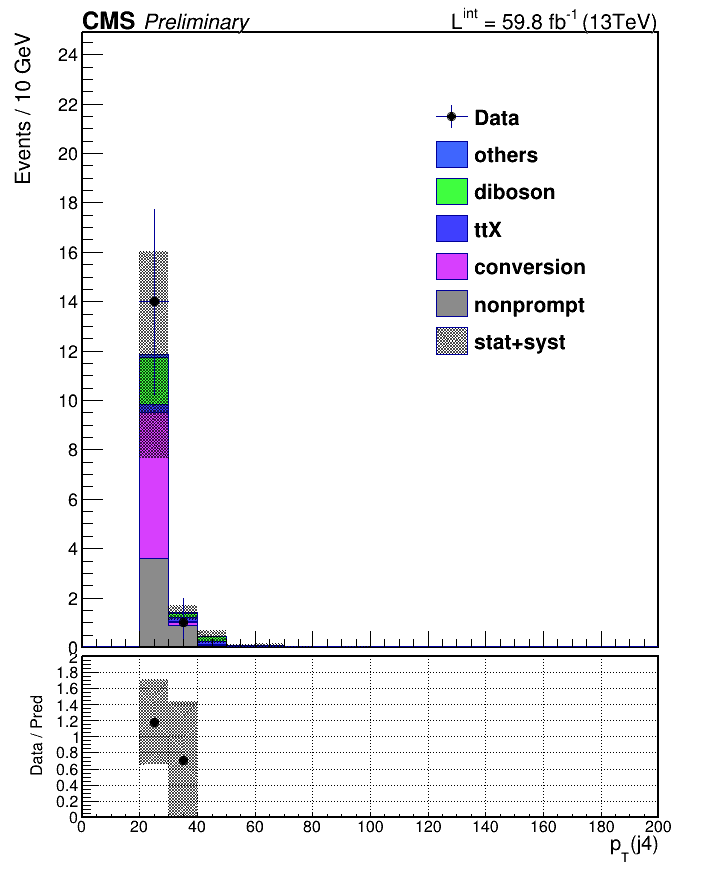 CMS Preliminary L^int = 59.8 fb^-1 (13TeV)
Events / 10 GeV
24
22
20
18
16
14
12
10
8
6
4
2
0
Data
others
diboson
ttX
conversion
nonprompt
stat+syst
Data / Pred
2
1.8
1.6
1.4
1.2
1
0.8
0.6
0.4
0.2
0
0 20 40 60 80 100 120 140 160 180 200
p_T(j4)